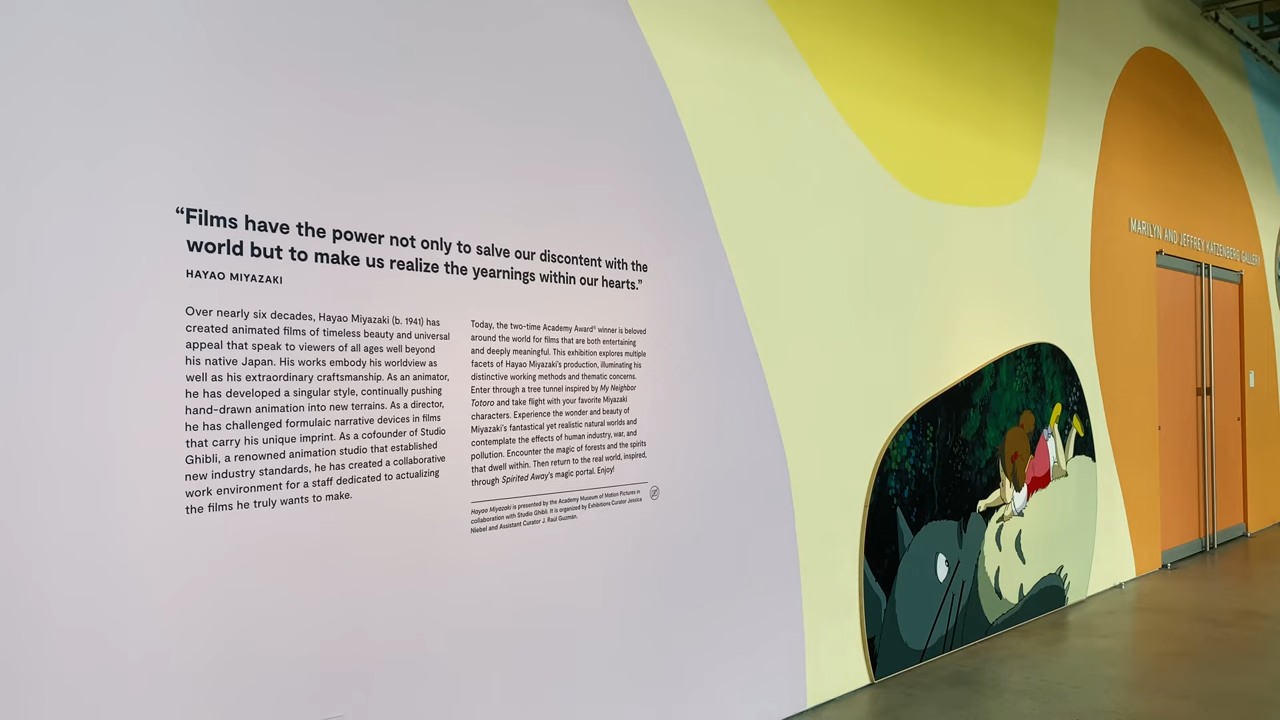 “Films have the power not only to salve our discontent with the
world but to make us realize the yearnings within our hearts.”
HAYAO MIYAZAKI
Over nearly six decades, Hayao Miyazaki (b. 1941) has
created animated films of timeless beauty and universal
appeal that speak to viewers of all ages well beyond
his native Japan. His works embody his worldview as
well as his extraordinary craftsmanship. As an animator,
he has developed a singular style, continually pushing
hand-drawn animation into new terrains. As a director,
he has challenged formulaic narrative devices in films
that carry his unique imprint. As a cofounder of Studio
Ghibli, a renowned animation studio that established
new industry standards, he has created a collaborative
work environment for a staff dedicated to actualizing
the films he truly wants to make.
Today, the two-time Academy Award® winner is beloved
around the world for films that are both entertaining
and deeply meaningful. This exhibition explores multiple
facets of Hayao Miyazaki’s production, illuminating his
distinctive working methods and thematic concerns.
Enter through a tree tunnel inspired by My Neighbor
Totoro and take flight with your favorite Miyazaki
characters. Experience the wonder and beauty of
Miyazaki’s fantastical yet realistic natural worlds and
contemplate the effects of human industry, war, and
pollution. Encounter the magic of forests and the spirits
that dwell within. Then return to the real world, inspired,
through Spirited Away’s magic portal. Enjoy!
Hayao Miyazaki is presented by the Academy Museum of Motion Pictures in
collaboration with Studio Ghibli. It is organized by Exhibitions Curator Jessica
Niebel and Assistant Curator J. Raúl Guzmán.
MARILYN AND JEFFREY KATZENBERG GALLERY